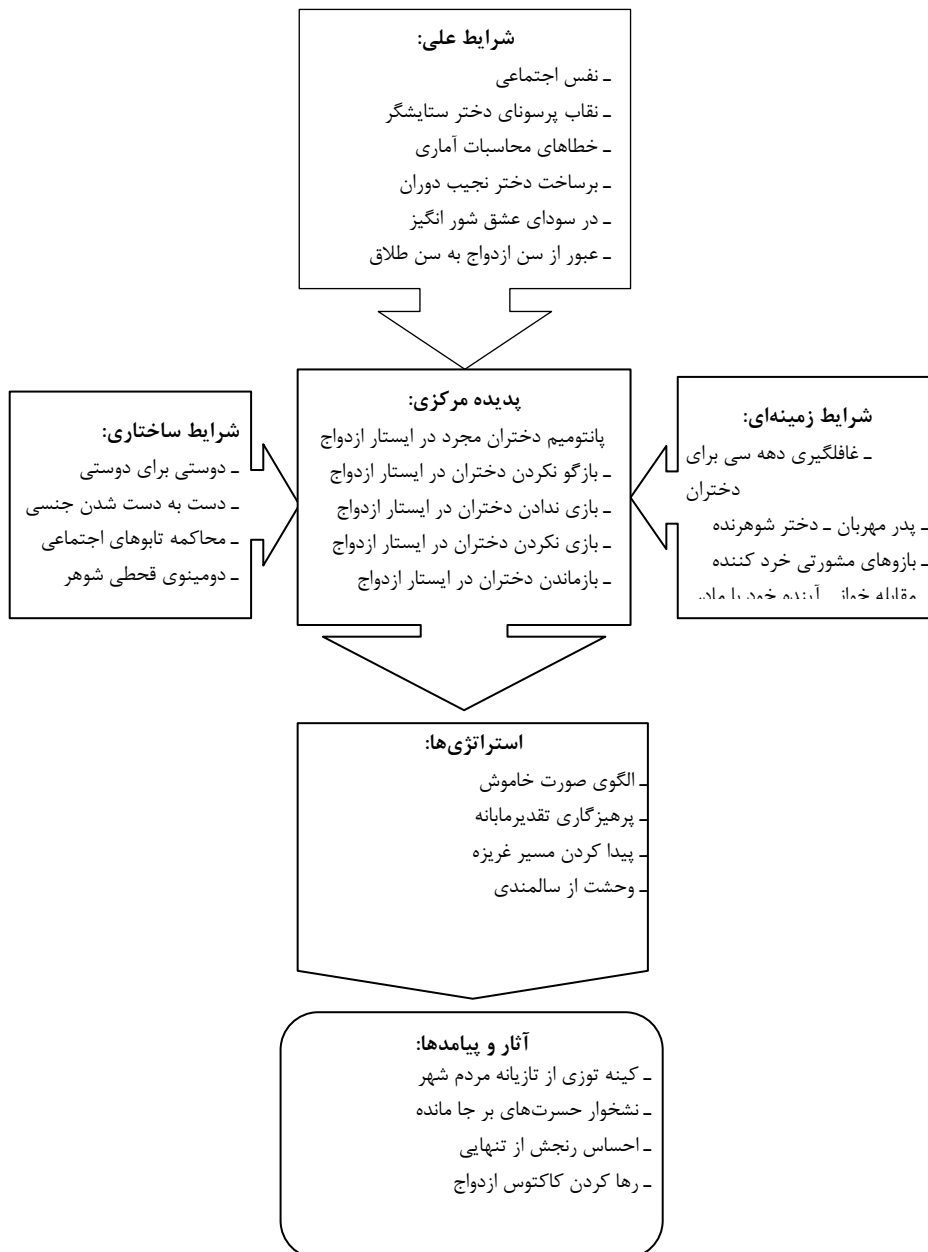 شرایط علی:
ـ نفس اجتماعی
ـ نقاب پرسونای دختر ستایشگر
ـ خطاهای محاسبات آماری
ـ برساخت دختر نجیب دوران
ـ در سودای عشق شور انگیز
ـ عبور از سن ازدواج به سن طلاق
شرایط زمینه‌ای:
ـ غافلگیری دهه سی برای
دختران
ـ پدر مهربان ـ دختر شوهرنده
ـ بازوهای مشورتی خرد کننده
ـ مقابله خوانی آینده خود با مادر
پدیده مرکزی:
پانتومیم دختران مجرد در ایستار ازدواج
ـ بازگو نکردن دختران در ایستار ازدواج
ـ بازی ندادن دختران در ایستار ازدواج
ـ بازی نکردن دختران در ایستار ازدواج
ـ بازماندن دختران در ایستار ازدواج
شرایط ساختاری:
ـ دوستی برای دوستی
ـ دست به دست شدن جنسی
ـ محاکمه تابوهای اجتماعی
ـ دومینوی قحطی شوهر
استراتژی‌ها:
ـ الگوی صورت خاموش
ـ پرهیزگاری تقدیرمابانه
ـ پیدا کردن مسیر غریزه
ـ وحشت از سالمندی
آثار و پیامدها:
ـ کینه توزی از تازیانه مردم شهر
ـ نشخوار حسرت‌های بر جا مانده
ـ احساس رنجش از تنهایی
ـ رها کردن کاکتوس ازدواج